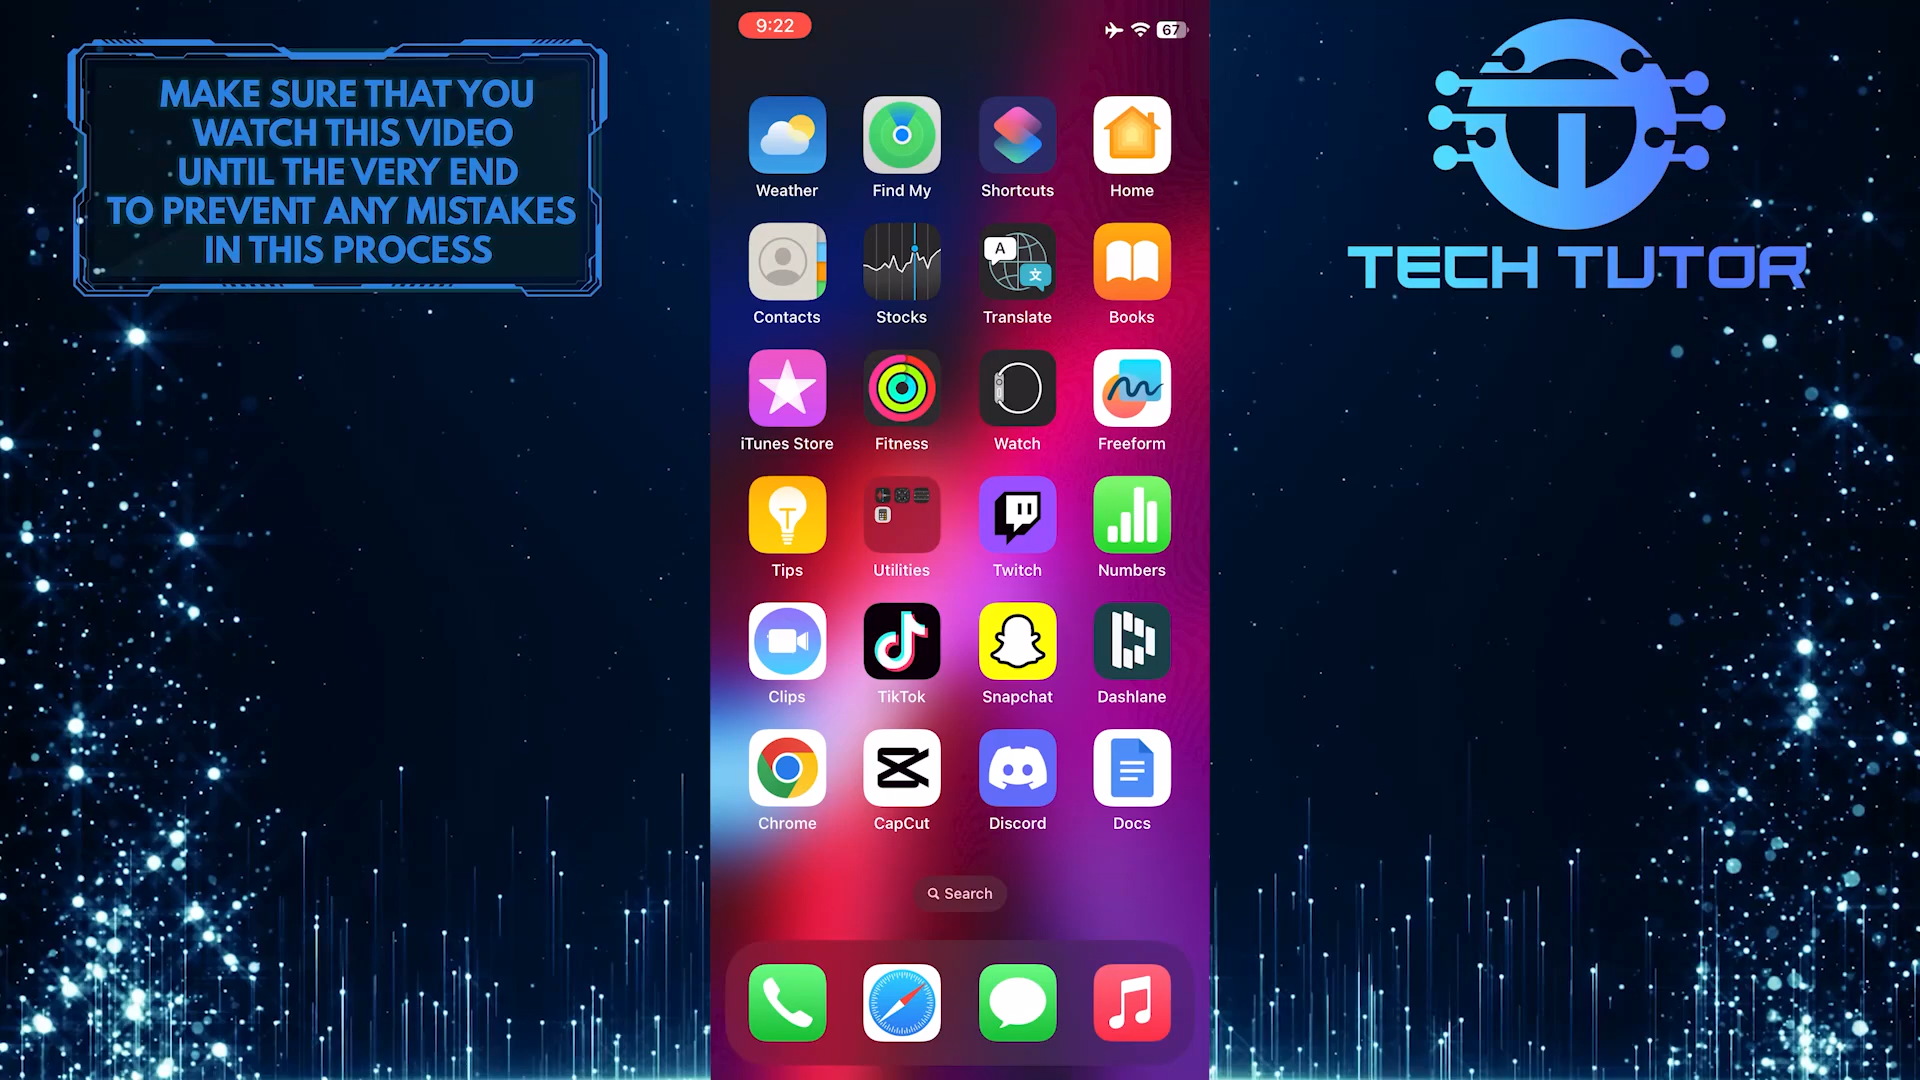 MAKE SURE THAT YOU
WATCH THIS VIDEO
UNTIL THE VERY END
TO PREVENT ANY MISTAKES
IN THIS PROCESS
9:22
67
Weather
Find My
Shortcuts
Home
A
文
Contacts
Stocks
Translate
Books
iTunes Store
Fitness
Watch
Freeform
Tips
Utilities
Twitch
Numbers
Clips
TikTok
Snapchat
Dashlane
Chrome
CapCut
Discord
Docs
Search
TECH TUTOR